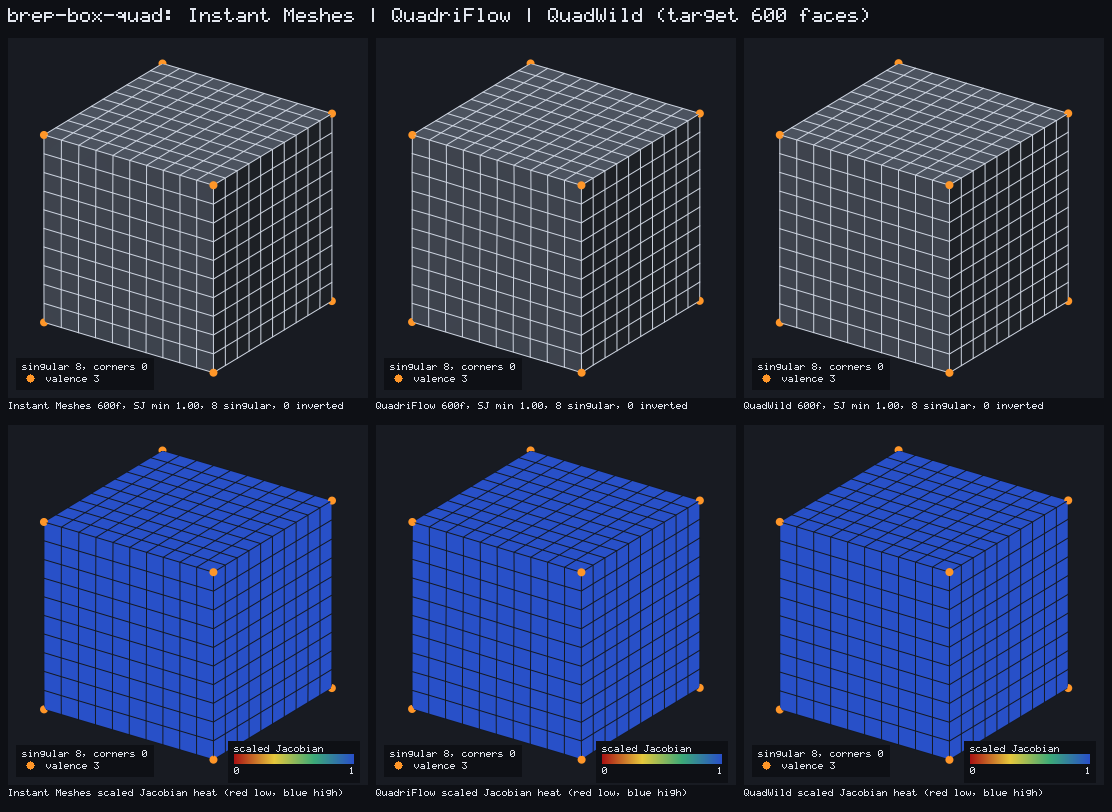 brep-box-quad: Instant Meshes | QuadriFlow | QuadWild (target 600 faces)
singular 8, corners 0
valence 3
singular 8, corners 0
valence 3
singular 8, corners 0
valence 3
Instant Meshes 600f, SJ min 1.00, 8 singular, 0 inverted
QuadriFlow 600f, SJ min 1.00, 8 singular, 0 inverted
QuadWild 600f, SJ min 1.00, 8 singular, 0 inverted
singular 8, corners 0
valence 3
scaled Jacobian
0 1
singular 8, corners 0
valence 3
scaled Jacobian
0 1
singular 8, corners 0
valence 3
scaled Jacobian
0 1
Instant Meshes scaled Jacobian heat (red low, blue high)
QuadriFlow scaled Jacobian heat (red low, blue high)
QuadWild scaled Jacobian heat (red low, blue high)